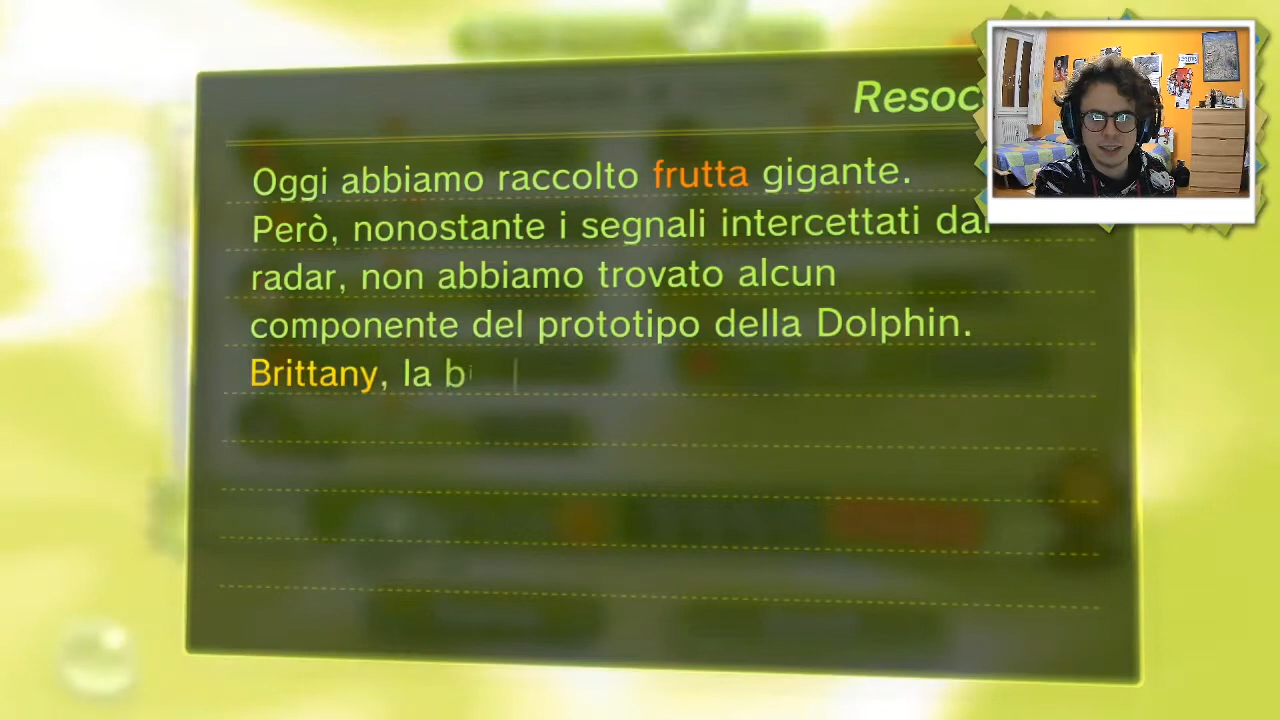 Resoc
Oggi abbiamo raccolto frutta gigante.
Però, nonostante i segnali intercettati dal
radar, non abbiamo trovato alcun
componente del prototipo della Dolphin.
Brittany, la b